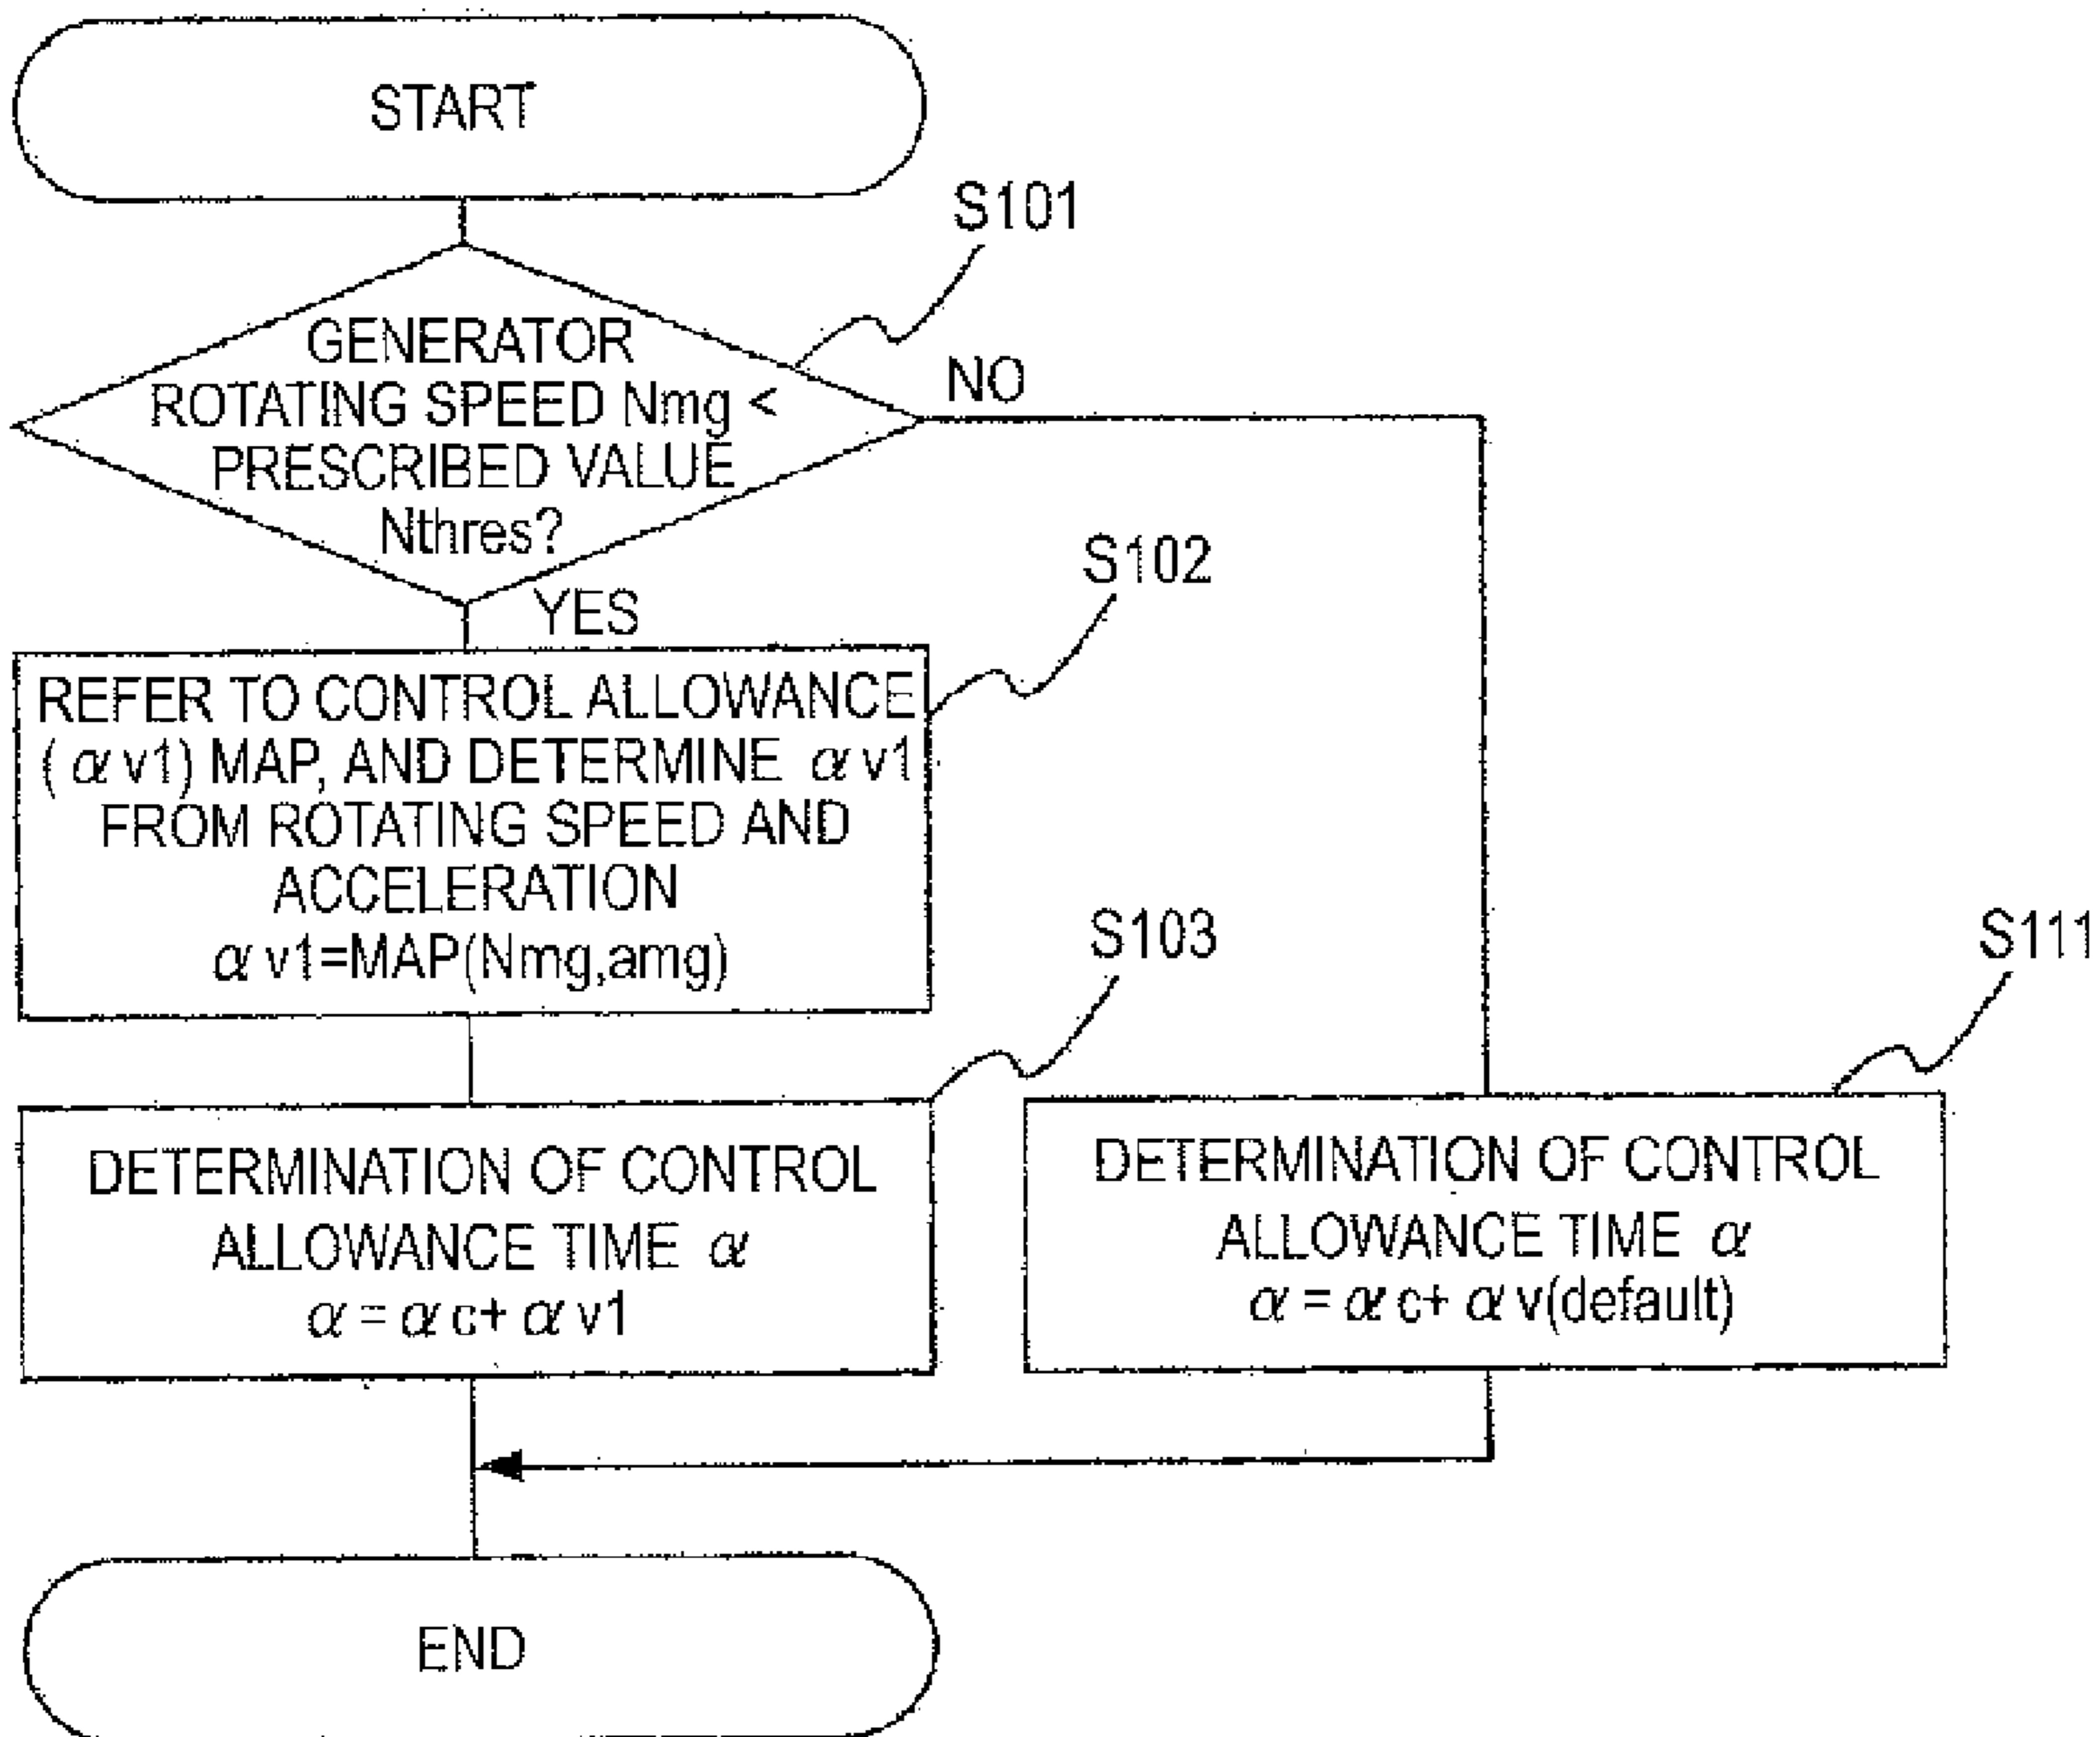 START
S101
GENERATOR
ROTATING SPEED Nmg <
PRESCRIBED VALUE
Nthres?
NO
YES
S102
REFER TO CONTROL ALLOWANCE
(αv1) MAP, AND DETERMINE αv1
FROM ROTATING SPEED AND
ACCELERATION
αv1=MAP(Nmg,amg)
S103
DETERMINATION OF CONTROL
ALLOWANCE TIME α
α = αc+ αv1
S111
DETERMINATION OF CONTROL
ALLOWANCE TIME α
α = αc+ αv(default)
END